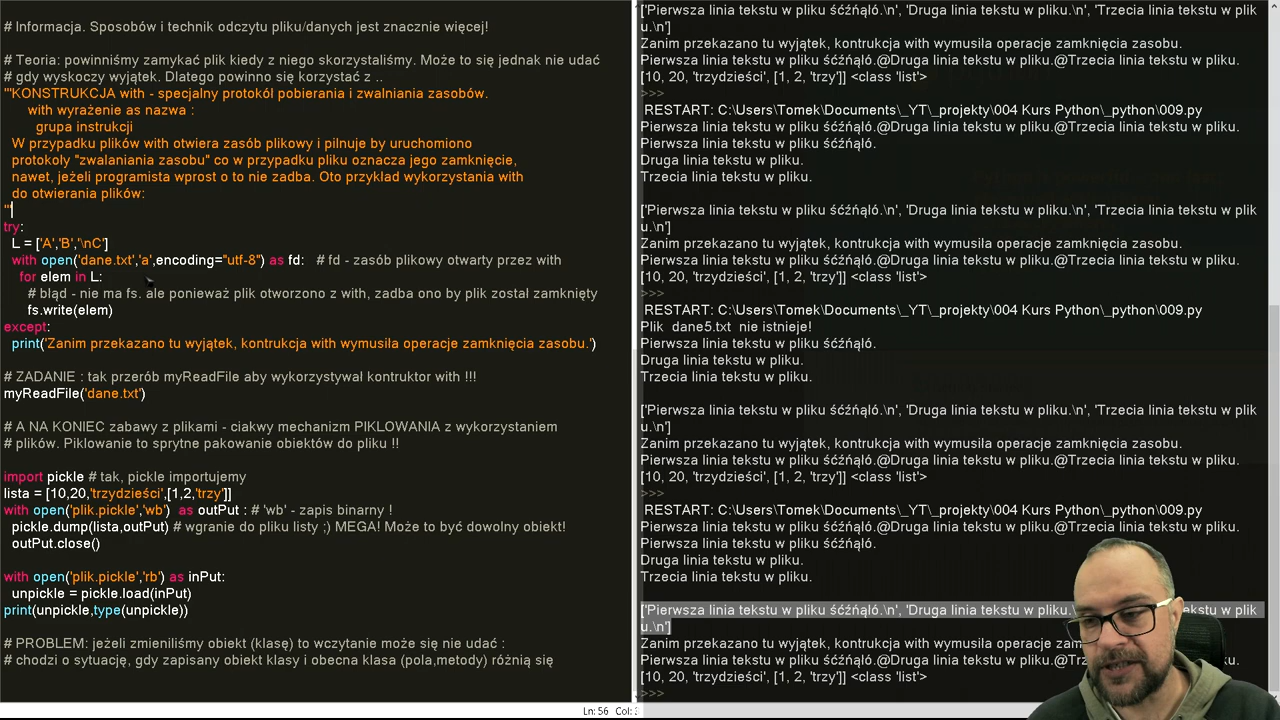 # Informacja. Sposobów i technik odczytu pliku/danych jest znacznie więcej!
# Teoria: powinniśmy zamykać plik kiedy z niego skorzystaliśmy. Może to się jednak nie udać
# gdy wyskoczy wyjątek. Dlatego powinno się korzystać z ..
'''KONSTRUKCJA with - specjalny protokól pobierania i zwalniania zasobów.
with wyrażenie as nazwa :
grupa instrukcji
W przypadku plików with otwiera zasób plikowy i pilnuje by uruchomiono
protokoły "zwalaniania zasobu" co w przypadku pliku oznacza jego zamknięcie,
nawet, jeżeli programista wprost o to nie zadba. Oto przykład wykorzystania with
do otwierania plików:
'''
try:
L = ['A','B','\nC']
with open('dane.txt','a',encoding="utf-8") as fd: # fd - zasób plikowy otwarty przez with
for elem in L:
# błąd - nie ma fs. ale ponieważ plik otworzono z with, zadba ono by plik został zamknięty
fs.write(elem)
except:
print('Zanim przekazano tu wyjątek, kontrukcja with wymusiła operacje zamknięcia zasobu.')
# ZADANIE : tak przerób myReadFile aby wykorzystywał kontruktor with !!!
myReadFile('dane.txt')
# A NA KONIEC zabawy z plikami - ciakwy mechanizm PIKLOWANIA z wykorzystaniem
# plików. Piklowanie to sprytne pakowanie obiektów do pliku !!
import pickle # tak, pickle importujemy
lista = [10,20,'trzydzieści',[1,2,'trzy']]
with open('plik.pickle','wb') as outPut : # 'wb' - zapis binarny !
pickle.dump(lista,outPut) # wgranie do pliku listy ;) MEGA! Może to być dowolny obiekt!
outPut.close()
with open('plik.pickle','rb') as inPut:
unpickle = pickle.load(inPut)
print(unpickle,type(unpickle))
# PROBLEM: jeżeli zmieniliśmy obiekt (klasę) to wczytanie może się nie udać :
# chodzi o sytuację, gdy zapisany obiekt klasy i obecna klasa (pola,metody) różnią się
Ln: 56 Col:
['Pierwsza linia tekstu w pliku śćźńąłó.\n', 'Druga linia tekstu w pliku.\n', 'Trzecia linia tekstu w plik
u.\n']
Zanim przekazano tu wyjątek, kontrukcja with wymusiła operacje zamknięcia zasobu.
Pierwsza linia tekstu w pliku śćźńąłó.@Druga linia tekstu w pliku.@Trzecia linia tekstu w pliku.
[10, 20, 'trzydzieści', [1, 2, 'trzy']] <class 'list'>
>>>
RESTART: C:\Users\Tomek\Documents\_YT\_projekty\004 Kurs Python\_python\009.py
Pierwsza linia tekstu w pliku śćźńąłó.@Druga linia tekstu w pliku.@Trzecia linia tekstu w pliku.
Pierwsza linia tekstu w pliku śćźńąłó.
Druga linia tekstu w pliku.
Trzecia linia tekstu w pliku.
['Pierwsza linia tekstu w pliku śćźńąłó.\n', 'Druga linia tekstu w pliku.\n', 'Trzecia linia tekstu w plik
u.\n']
Zanim przekazano tu wyjątek, kontrukcja with wymusiła operacje zamknięcia zasobu.
Pierwsza linia tekstu w pliku śćźńąłó.@Druga linia tekstu w pliku.@Trzecia linia tekstu w pliku.
[10, 20, 'trzydzieści', [1, 2, 'trzy']] <class 'list'>
>>>
RESTART: C:\Users\Tomek\Documents\_YT\_projekty\004 Kurs Python\_python\009.py
Plik dane5.txt nie istnieje!
Pierwsza linia tekstu w pliku śćźńąłó.
Druga linia tekstu w pliku.
Trzecia linia tekstu w pliku.
['Pierwsza linia tekstu w pliku śćźńąłó.\n', 'Druga linia tekstu w pliku.\n', 'Trzecia linia tekstu w plik
u.\n']
Zanim przekazano tu wyjątek, kontrukcja with wymusiła operacje zamknięcia zasobu.
Pierwsza linia tekstu w pliku śćźńąłó.@Druga linia tekstu w pliku.@Trzecia linia tekstu w pliku.
[10, 20, 'trzydzieści', [1, 2, 'trzy']] <class 'list'>
>>>
RESTART: C:\Users\Tomek\Documents\_YT\_projekty\004 Kurs Python\_python\009.py
Pierwsza linia tekstu w pliku śćźńąłó.@Druga linia tekstu w pliku.@Trzecia linia tekstu w pliku.
Pierwsza linia tekstu w pliku śćźńąłó.
Druga linia tekstu w pliku.
Trzecia linia tekstu w pliku.
['Pierwsza linia tekstu w pliku śćźńąłó.\n', 'Druga linia tekstu w pliku. tekstu w plik
u.\n']
Zanim przekazano tu wyjątek, kontrukcja with wymusiła operacje zam zasobu.
Pierwsza linia tekstu w pliku śćźńąłó.@Druga linia tekstu w pliku.@Trze w pliku.
[10, 20, 'trzydzieści', [1, 2, 'trzy']] <class 'list'>
>>>